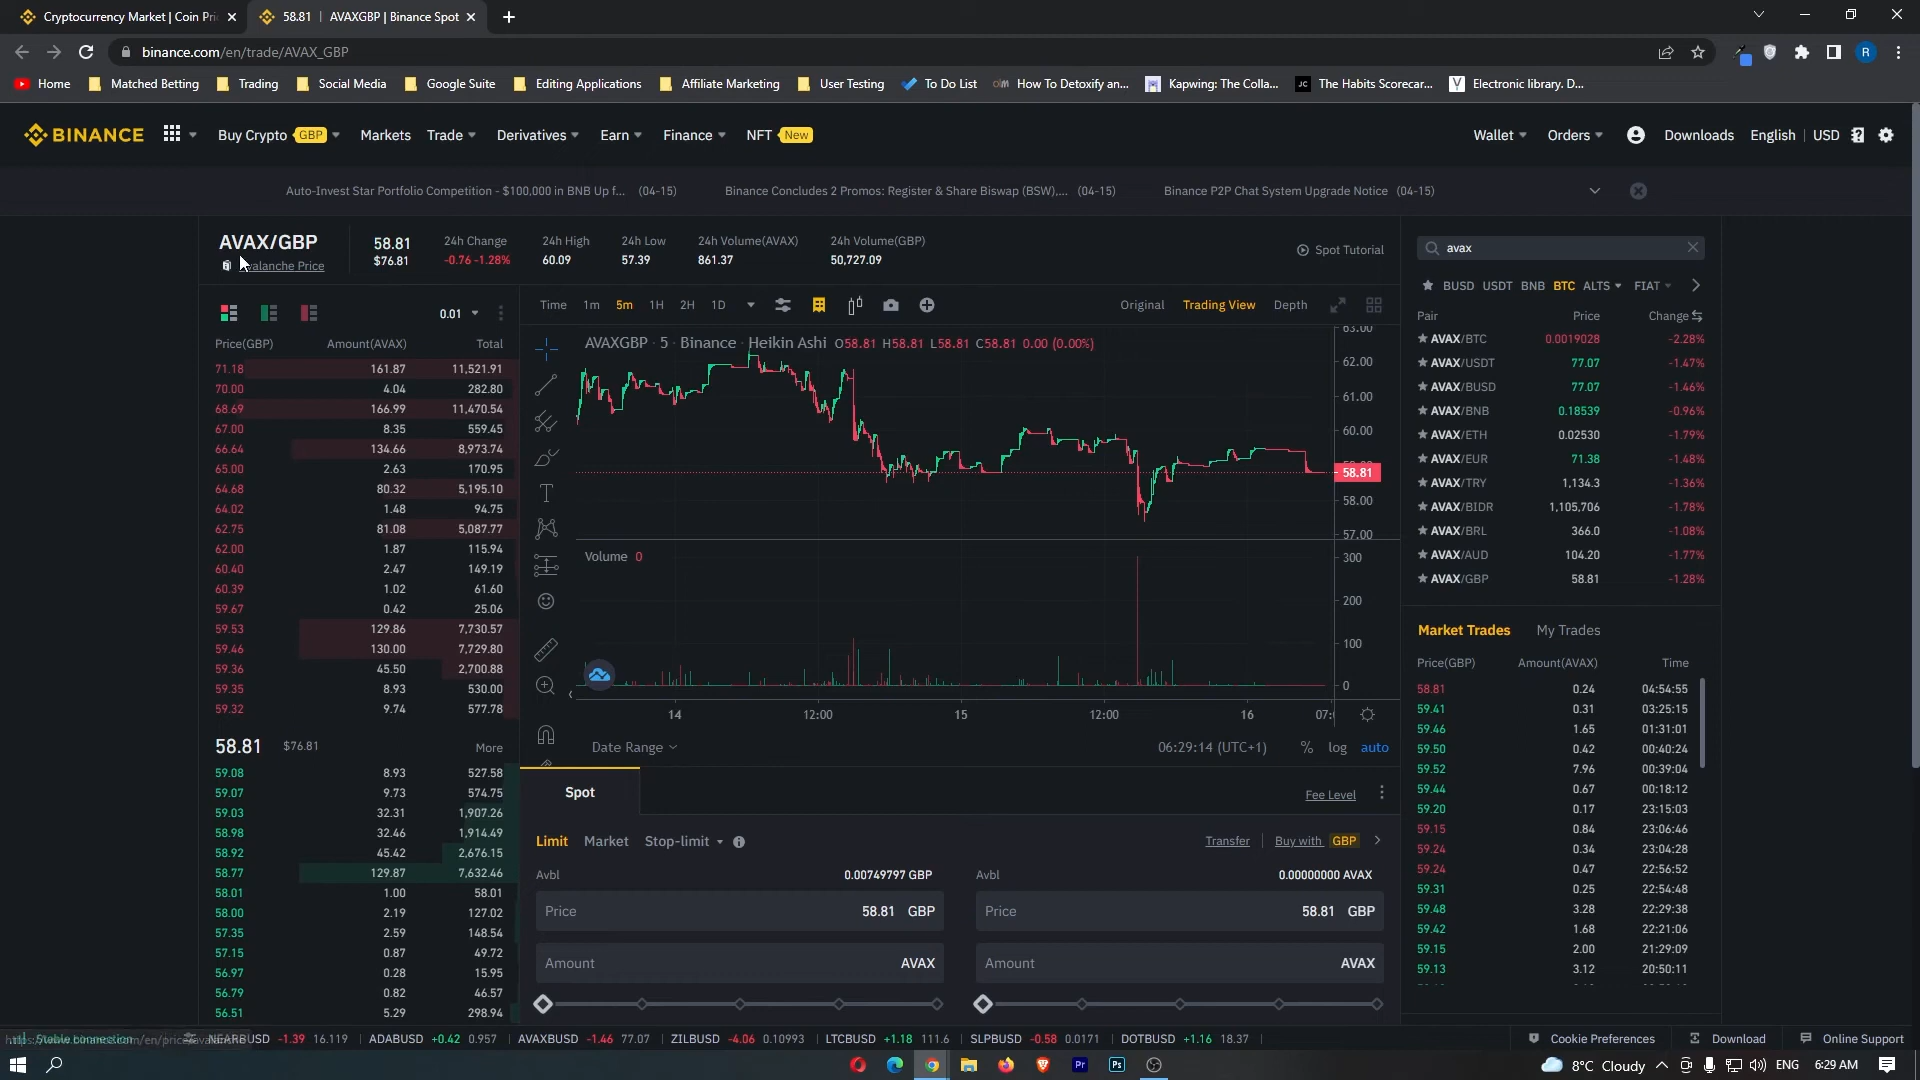 Cryptocurrency Market | Coin Pri
58.81 | AVAXGBP | Binance Spot
binance.com/en/trade/AVAX_GBP
R
Home Matched Betting Trading Social Media Google Suite Editing Applications Affiliate Marketing User Testing To Do List How To Detoxify an... Kapwing: The Colla... The Habits Scorecar... Electronic library. D...
BINANCE Buy Crypto GBP Markets Trade Derivatives Earn Finance NFT New Wallet Orders Downloads English | USD
Auto-Invest Star Portfolio Competition - $100,000 in BNB Up f... (04-15) Binance Concludes 2 Promos: Register & Share Biswap (BSW),... (04-15) Binance P2P Chat System Upgrade Notice (04-15)
AVAX/GBP
valanche Price
58.81
$76.81
24h Change
-0.76 -1.28%
24h High
60.09
24h Low
57.39
24h Volume(AVAX)
861.37
24h Volume(GBP)
50,727.09
Spot Tutorial
0.01
Price(GBP) Amount(AVAX) Total
71.18 161.87 11,521.91
70.00 4.04 282.80
68.69 166.99 11,470.54
67.00 8.35 559.45
66.64 134.66 8,973.74
65.00 2.63 170.95
64.68 80.32 5,195.10
64.02 1.48 94.75
62.75 81.08 5,087.77
62.00 1.87 115.94
60.40 2.47 149.19
60.39 1.02 61.60
59.67 0.42 25.06
59.53 129.86 7,730.57
59.46 130.00 7,729.80
59.36 45.50 2,700.88
59.35 8.93 530.00
59.32 9.74 577.78
58.81 $76.81 More
59.08 8.93 527.58
59.07 9.73 574.75
59.03 32.31 1,907.26
58.98 32.46 1,914.49
58.92 45.42 2,676.15
58.77 129.87 7,632.46
58.01 1.00 58.01
58.00 2.19 127.02
57.35 2.59 148.54
57.15 0.87 49.72
56.97 0.28 15.95
56.79 0.82 46.57
56.51 5.29 298.94
Time 1m 5m 1H 2H 1D Original Trading View Depth
AVAXGBP · 5 · Binance · Heikin Ashi O58.81 H58.81 L58.81 C58.81 0.00 (0.00%)
63.00
62.00
61.00
60.00
58.81
58.00
57.00
Volume 0
300
200
100
0
14 12:00 15 12:00 16 07:
Date Range 06:29:14 (UTC+1) % log auto
Spot Fee Level
Limit Market Stop-limit Transfer Buy with GBP
Avbl 0.00749797 GBP
Price 58.81 GBP
Amount AVAX
Avbl 0.00000000 AVAX
Price 58.81 GBP
Amount AVAX
avax
BUSD USDT BNB BTC ALTS FIAT
Pair Price Change
AVAX/BTC 0.0019028 -2.28%
AVAX/USDT 77.07 -1.47%
AVAX/BUSD 77.07 -1.46%
AVAX/BNB 0.18539 -0.96%
AVAX/ETH 0.02530 -1.79%
AVAX/EUR 71.38 -1.48%
AVAX/TRY 1,134.3 -1.36%
AVAX/BIDR 1,105,706 -1.78%
AVAX/BRL 366.0 -1.08%
AVAX/AUD 104.20 -1.77%
AVAX/GBP 58.81 -1.28%
Market Trades My Trades
Price(GBP) Amount(AVAX) Time
58.81 0.24 04:54:55
59.41 0.31 03:25:15
59.46 1.65 01:31:01
59.50 0.42 00:40:24
59.52 7.96 00:39:04
59.44 0.67 00:18:12
59.20 0.17 23:15:03
59.15 0.84 23:06:46
59.24 0.34 23:04:28
59.24 0.47 22:56:52
59.31 0.25 22:54:48
59.48 3.28 22:29:38
59.42 1.68 22:21:06
59.15 2.00 21:29:09
59.13 3.12 20:50:11
NEARBUSD -1.39 16.119 ADABUSD +0.42 0.957 AVAXBUSD -1.46 77.07 ZILBUSD -4.06 0.10993 LTCBUSD +1.18 111.6 SLPBUSD -0.58 0.0171 DOTBUSD +1.16 18.37 Cookie Preferences Download Online Support
8°C Cloudy ENG 6:29 AM